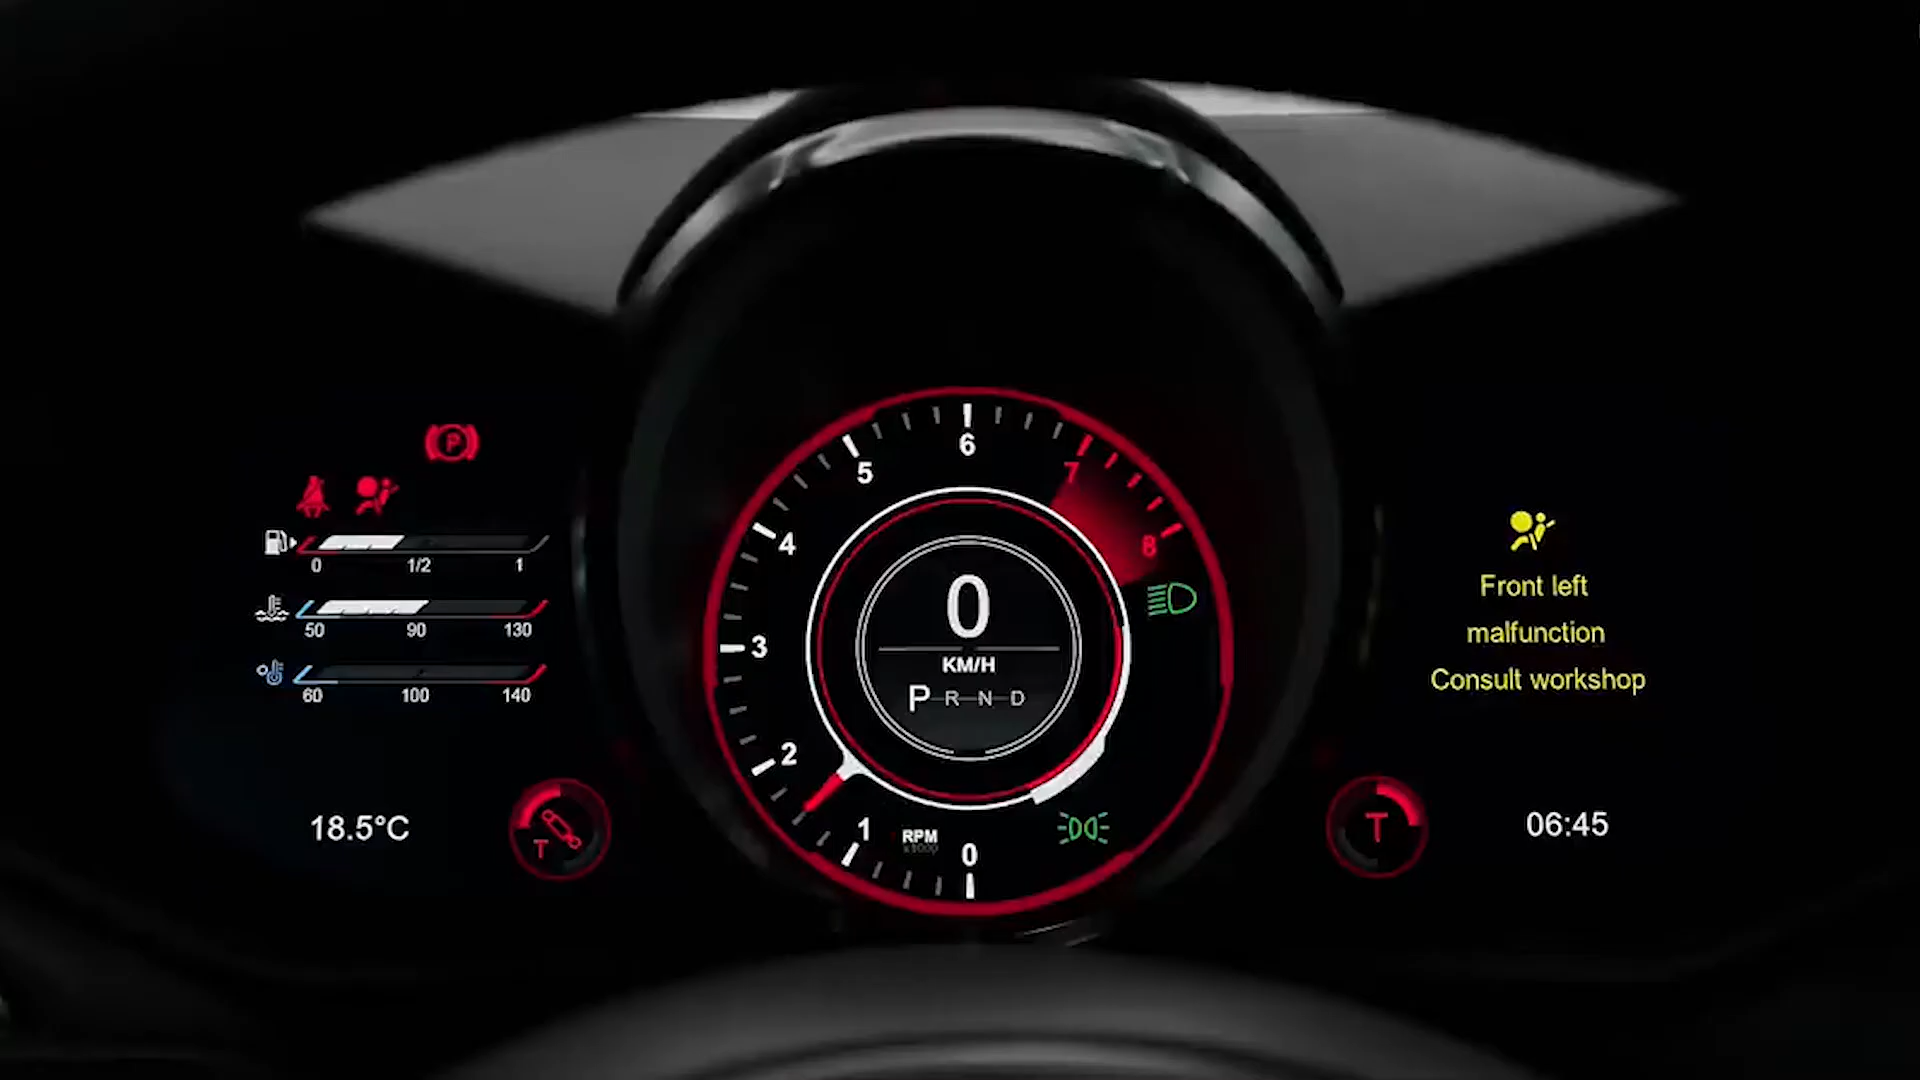 P
0 1/2 1
50 90 130
60 100 140
18.5°C
T
6
5
7
4
8
3
2
1
0
RPM
x1000
0
KM/H
P R N D
Front left
malfunction
Consult workshop
T
06:45